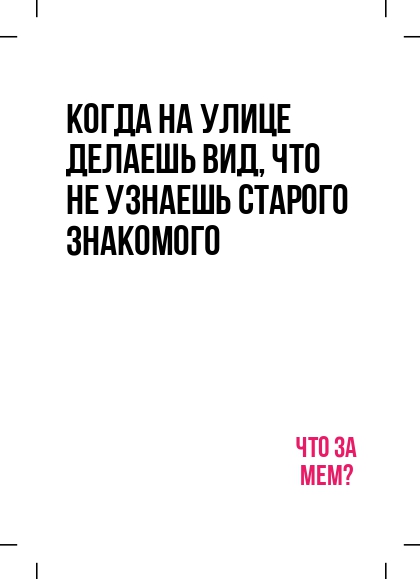 КОГДА НА УЛИЦЕ
ДЕЛАЕШЬ ВИД, ЧТО
НЕ УЗНАЕШЬ СТАРОГО
ЗНАКОМОГО
ЧТО ЗА
МЕМ?